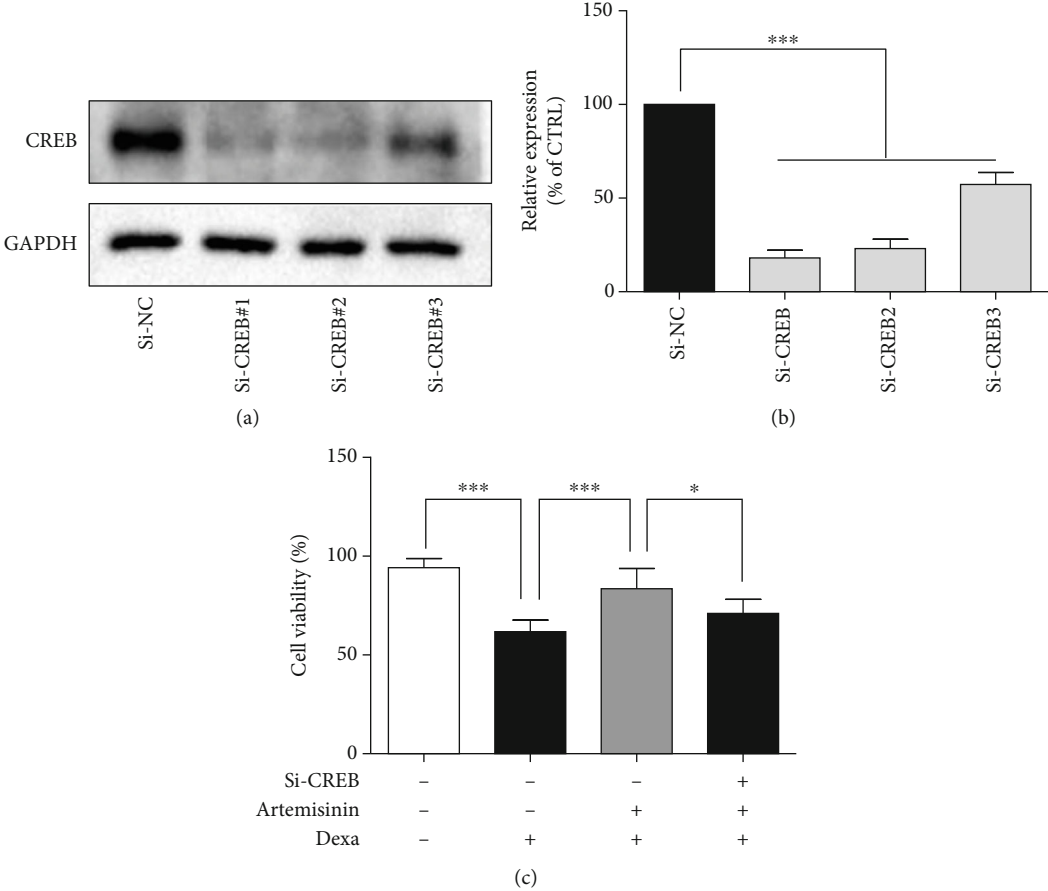 CREB
GAPDH
Si-NC
Si-CREB#1
Si-CREB#2
Si-CREB#3
(a)
Relative expression
(% of CTRL)
150
100
50
0
***
Si-NC
Si-CREB
Si-CREB2
Si-CREB3
(b)
Cell viability (%)
150
100
50
0
*** *** *
Si-CREB – – – +
Artemisinin – – + +
Dexa – + + +
(c)